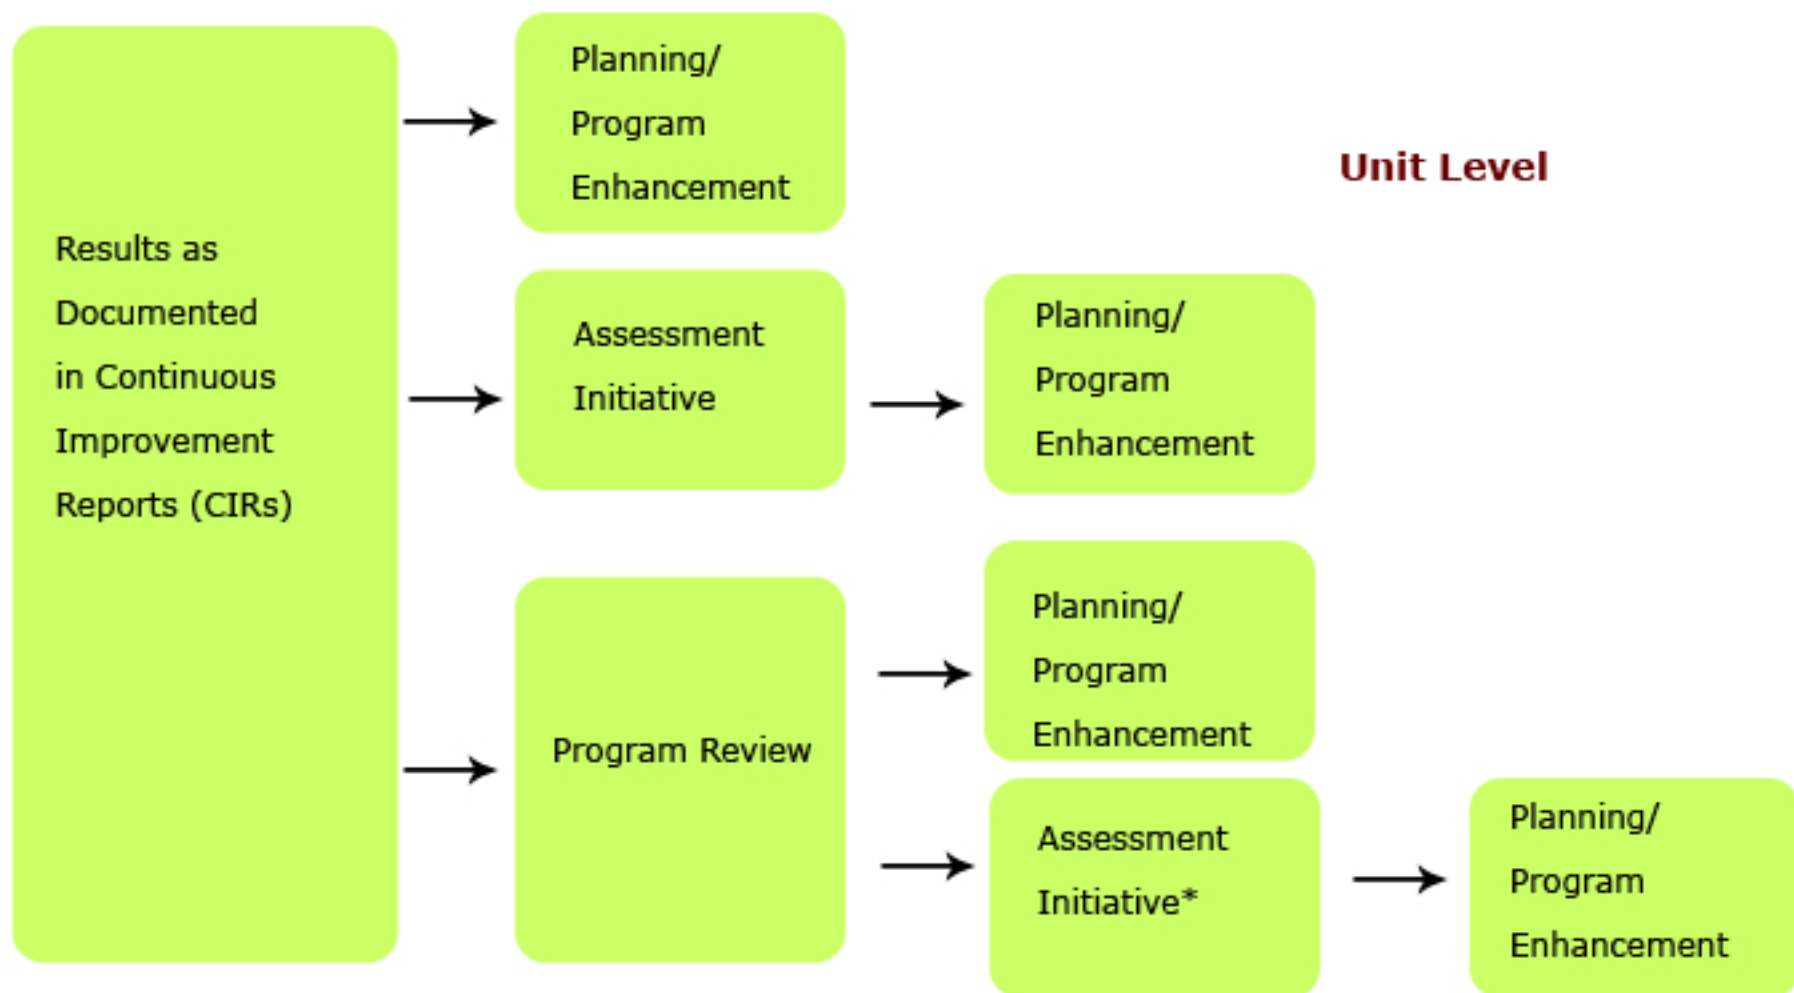 Results as
Documented
in Continuous
Improvement
Reports (CIRs)
Planning/
Program
Enhancement
Unit Level
Assessment
Initiative
Planning/
Program
Enhancement
Program Review
Planning/
Program
Enhancement
Assessment
Initiative*
Planning/
Program
Enhancement